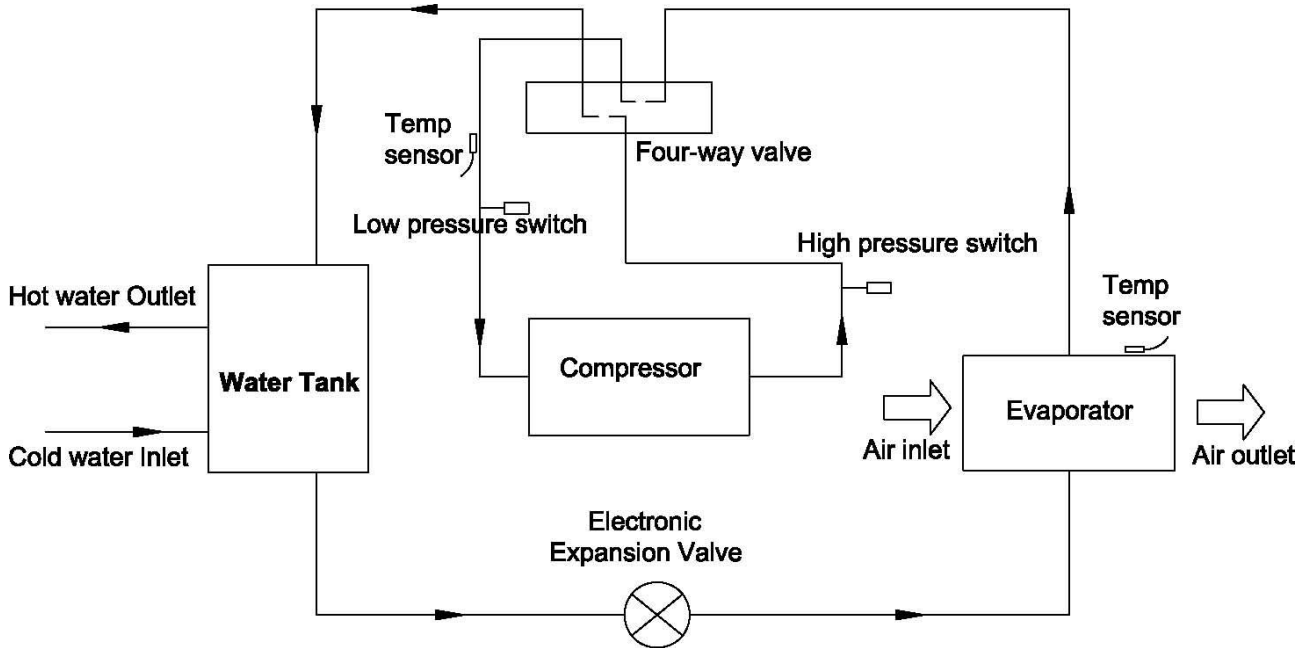 Temp
sensor
Four-way valve
Low pressure switch
High pressure switch
Hot water Outlet
Temp
sensor
Water Tank
Compressor
Evaporator
Cold water Inlet
Air inlet
Air outlet
Electronic
Expansion Valve